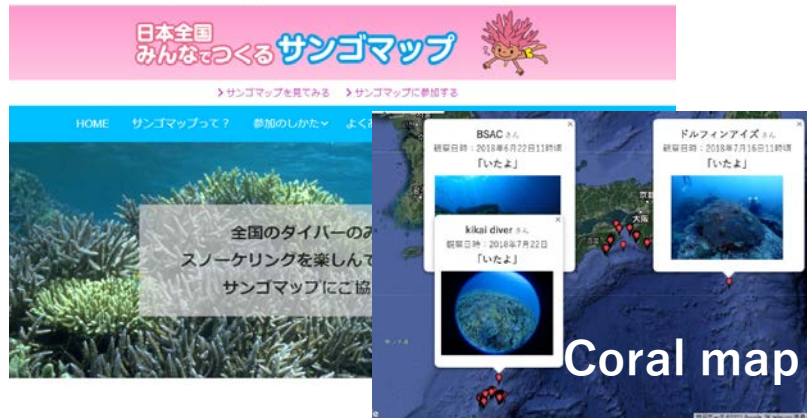 日本全国
みんなでつくる サンゴマップ
サンゴマップを見てみる サンゴマップに参加する
HOME サンゴマップって？ 参加のしかた よく
全国のダイバーのみ
スノーケリングを楽しんで
サンゴマップにご協
BSAC さん
観察日時：2018年6月22日11時頃
「いたよ」
ドルフィンアイズ さん
観察日時：2018年7月16日11時頃
「いたよ」
kikai diver さん
観察日時：2018年7月22日
「いたよ」
大阪
Coral map